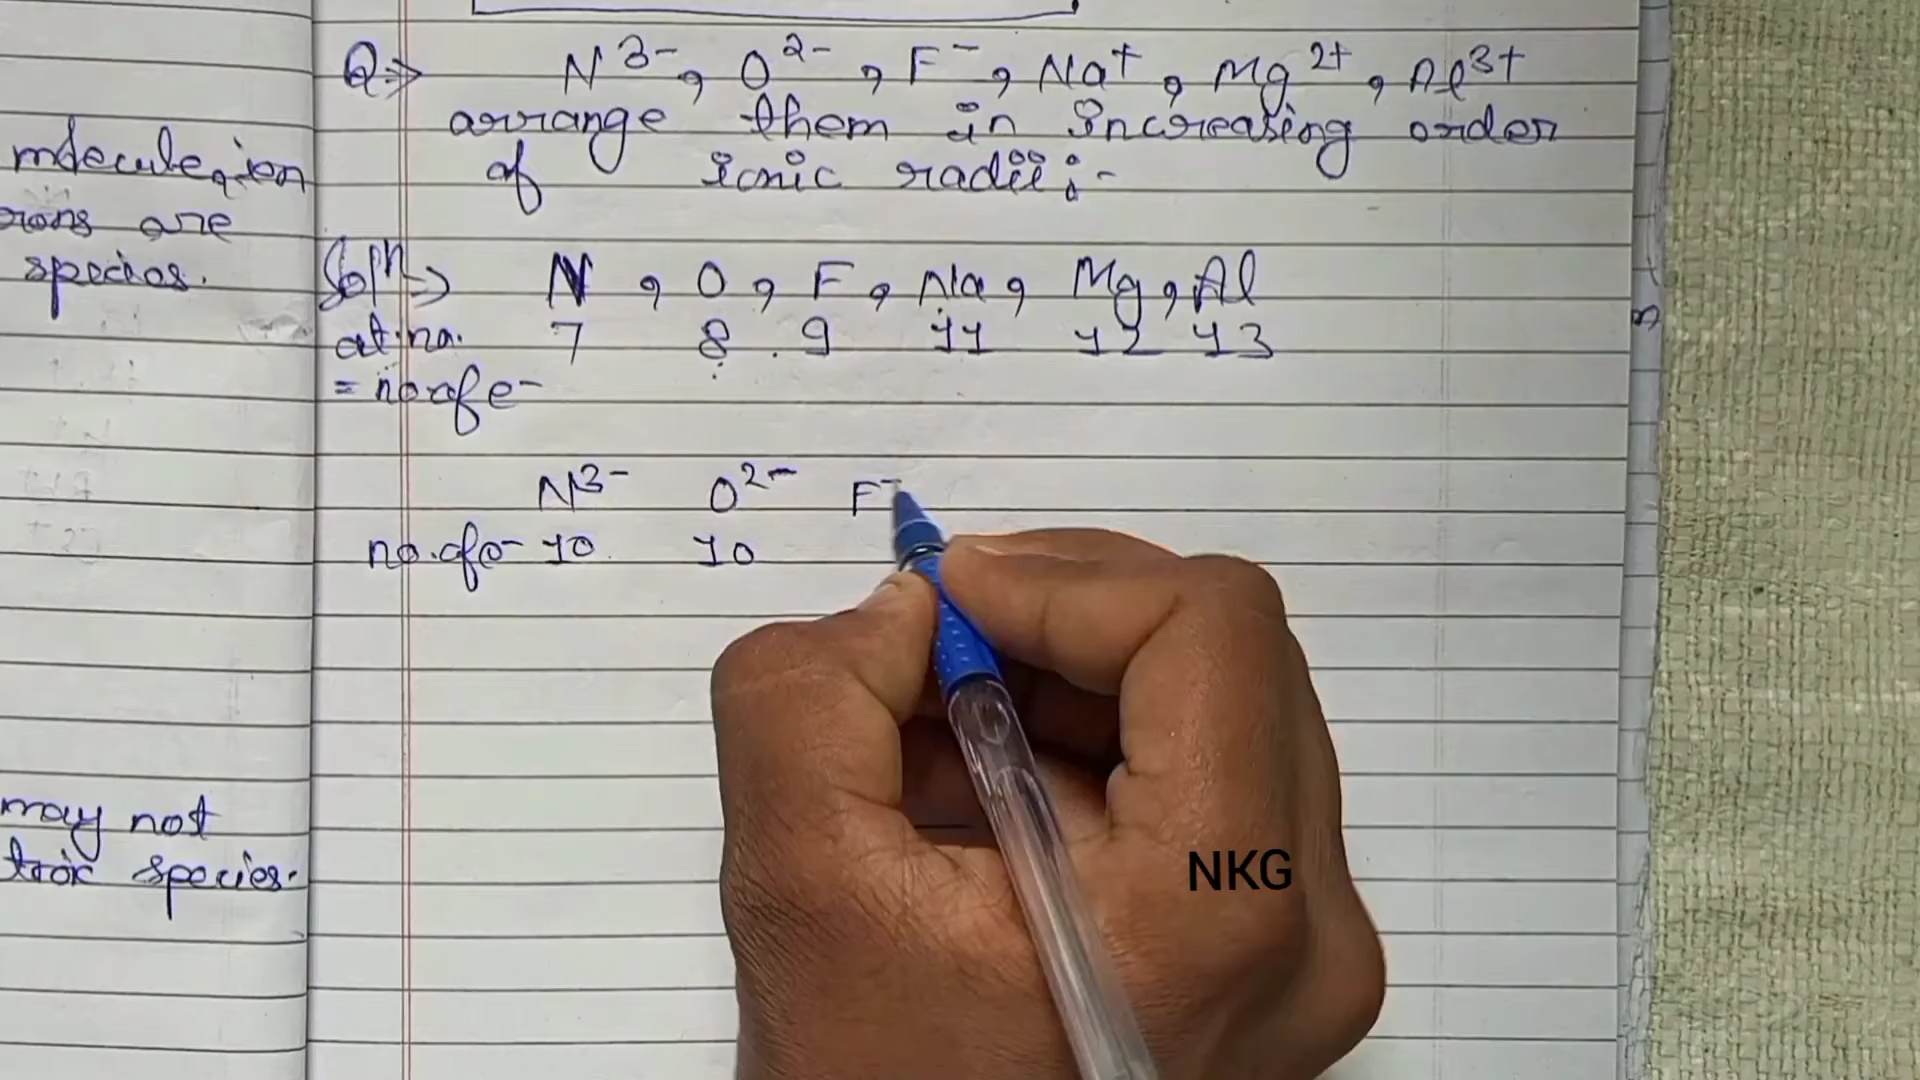 Q⇒ N³⁻, O²⁻, F⁻, Na⁺, Mg²⁺, Al³⁺
arrange them in increasing order
of ionic radii :-
Solⁿ→ N, O, F, Na, Mg, Al
at.no. 7 8 9 11 12 13
= no of e⁻
N³⁻ O²⁻ F⁻
no. of e⁻ 10 10
molecule, ion
are
species.
may not
species.
NKG